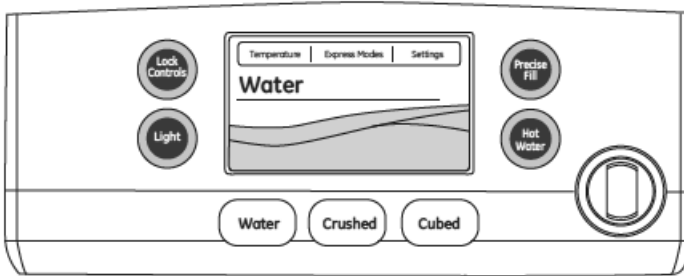 Lock
Controls
Temperature Express Modes Settings
Precise
Fill
Water
Light
Hot
Water
Water Crushed Cubed